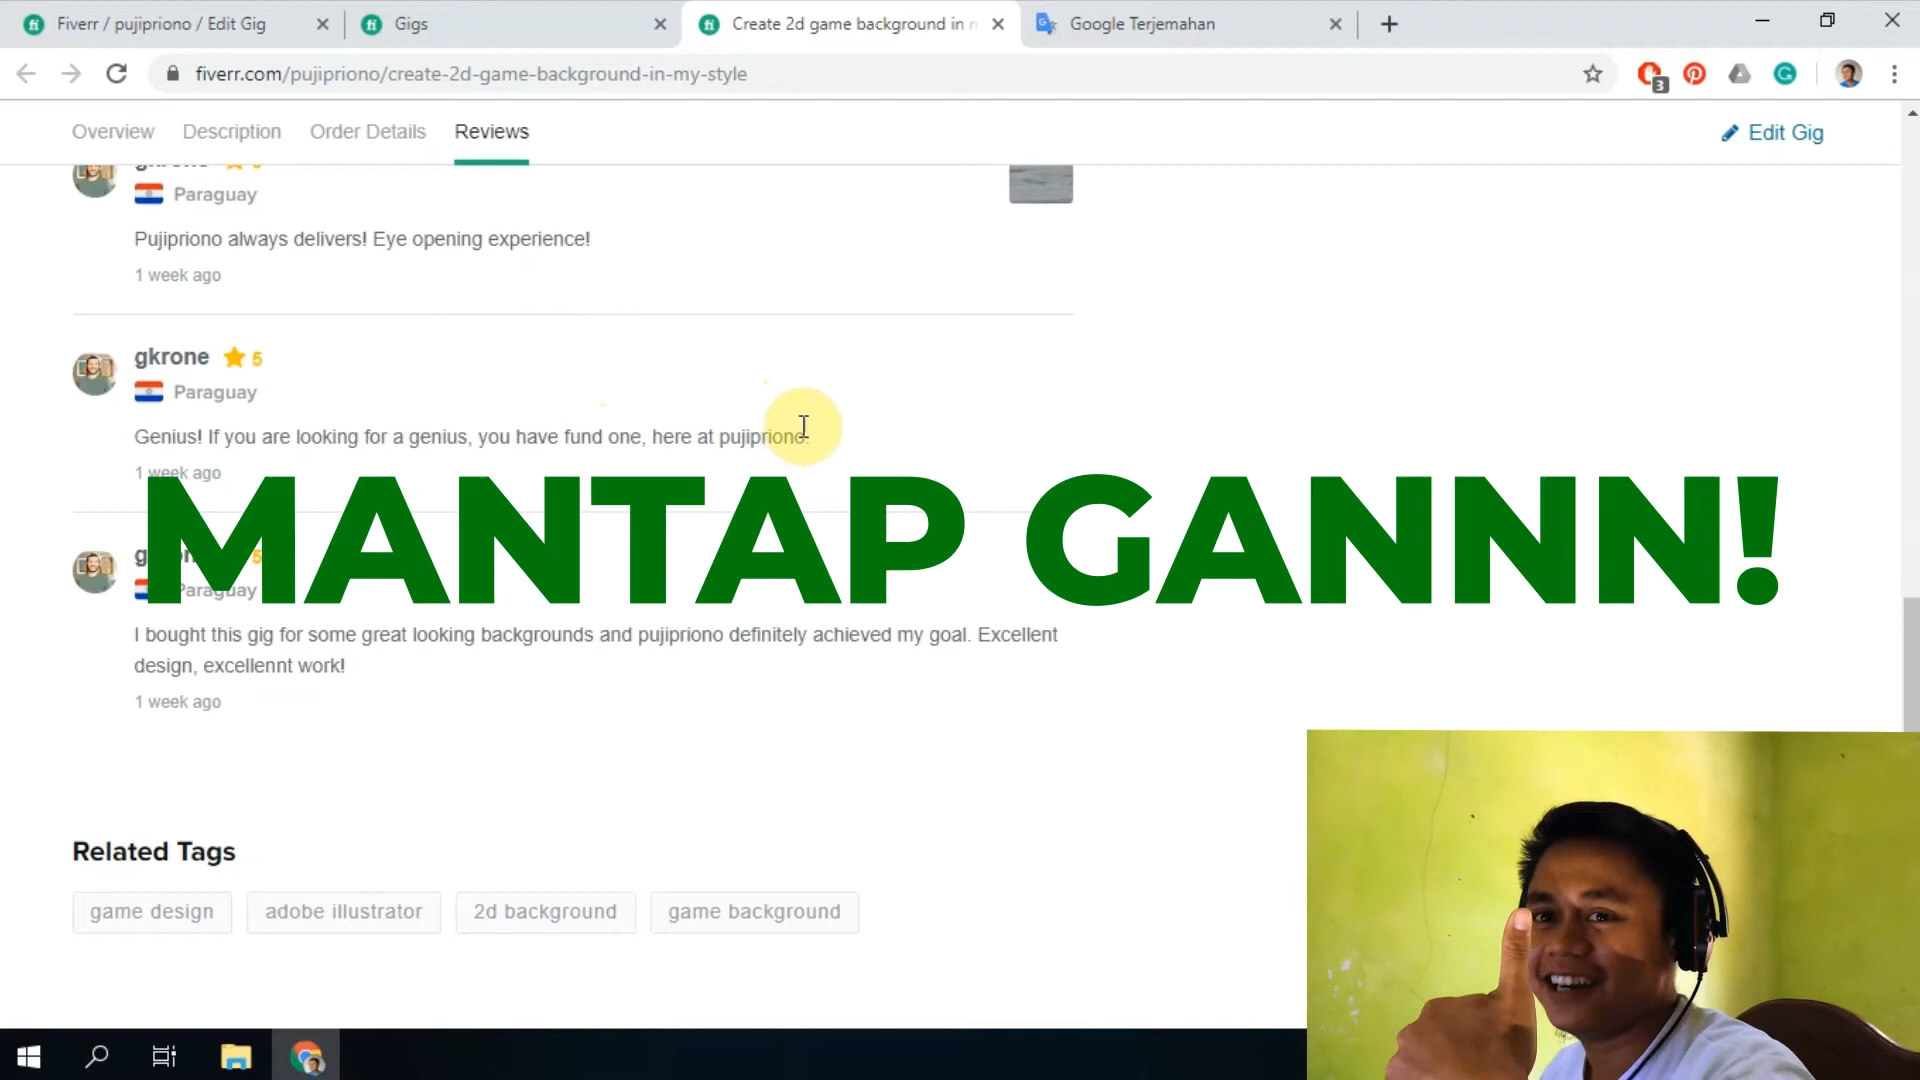 Fiverr / pujipriono / Edit Gig
Gigs
Create 2d game background in
Google Terjemahan
fiverr.com/pujipriono/create-2d-game-background-in-my-style
3
Overview
Description
Order Details
Reviews
Edit Gig
Paraguay
Pujipriono always delivers! Eye opening experience!
1 week ago
gkrone 5
Paraguay
Genius! If you are looking for a genius, you have fund one, here at pujipriono!
1 week ago
MANTAP GANNN!
5
Paraguay
I bought this gig for some great looking backgrounds and pujipriono definitely achieved my goal. Excellent
design, excellennt work!
1 week ago
Related Tags
game design
adobe illustrator
2d background
game background